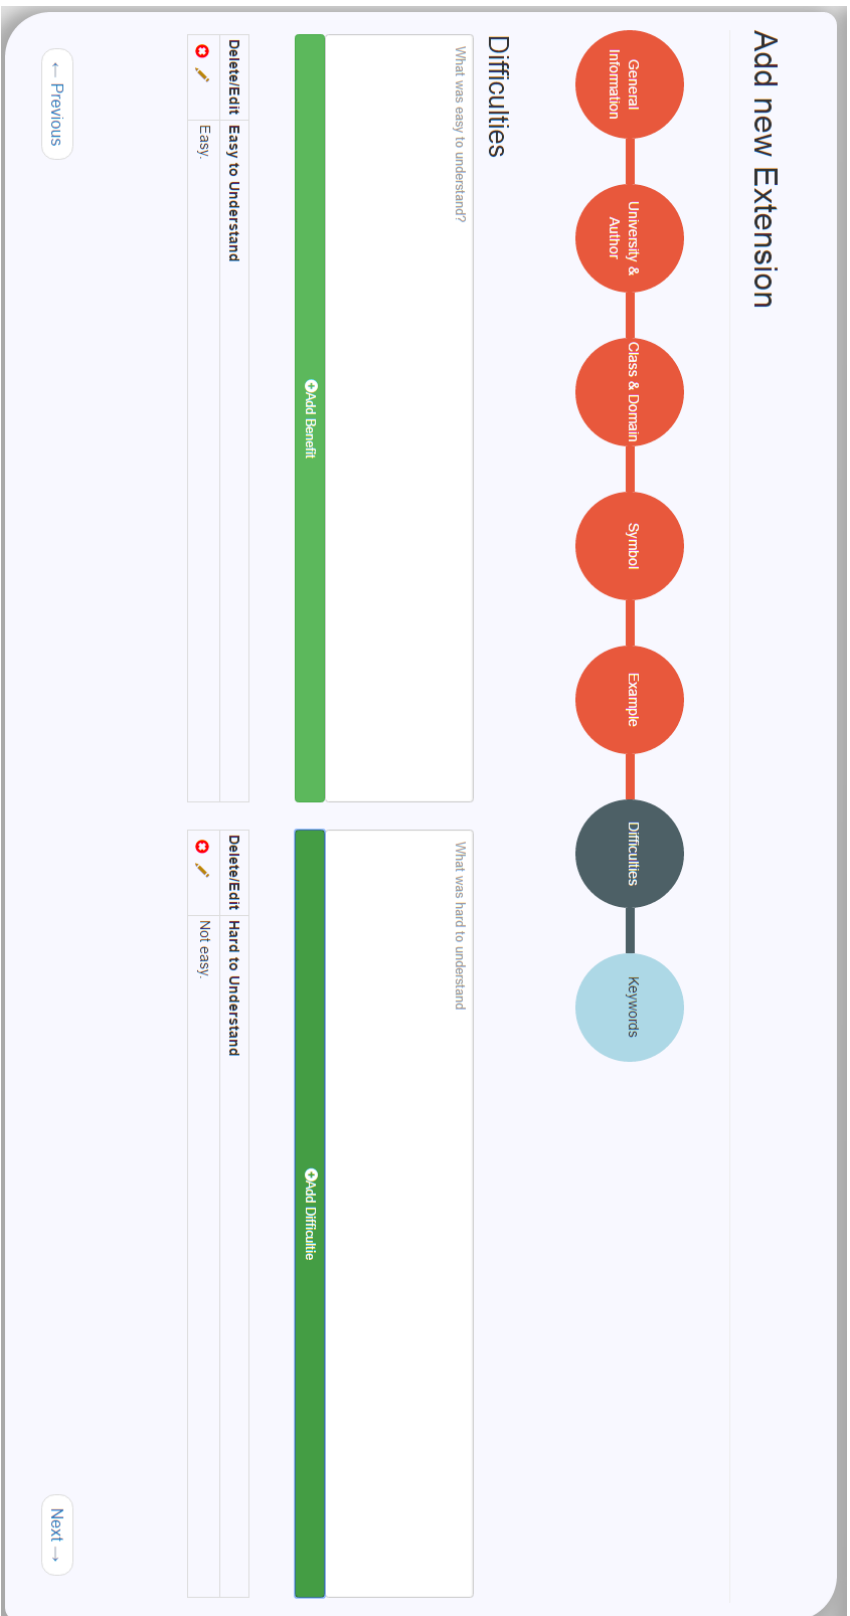 Add new Extension
General
Information
University &
Author
Class & Domain
Symbol
Example
Difficulties
Keywords
Difficulties
What was easy to understand?
Add Benefit
Delete/Edit Easy to Understand
Easy.
What was hard to understand
Add Difficultie
Delete/Edit Hard to Understand
Not easy.
← Previous
Next →